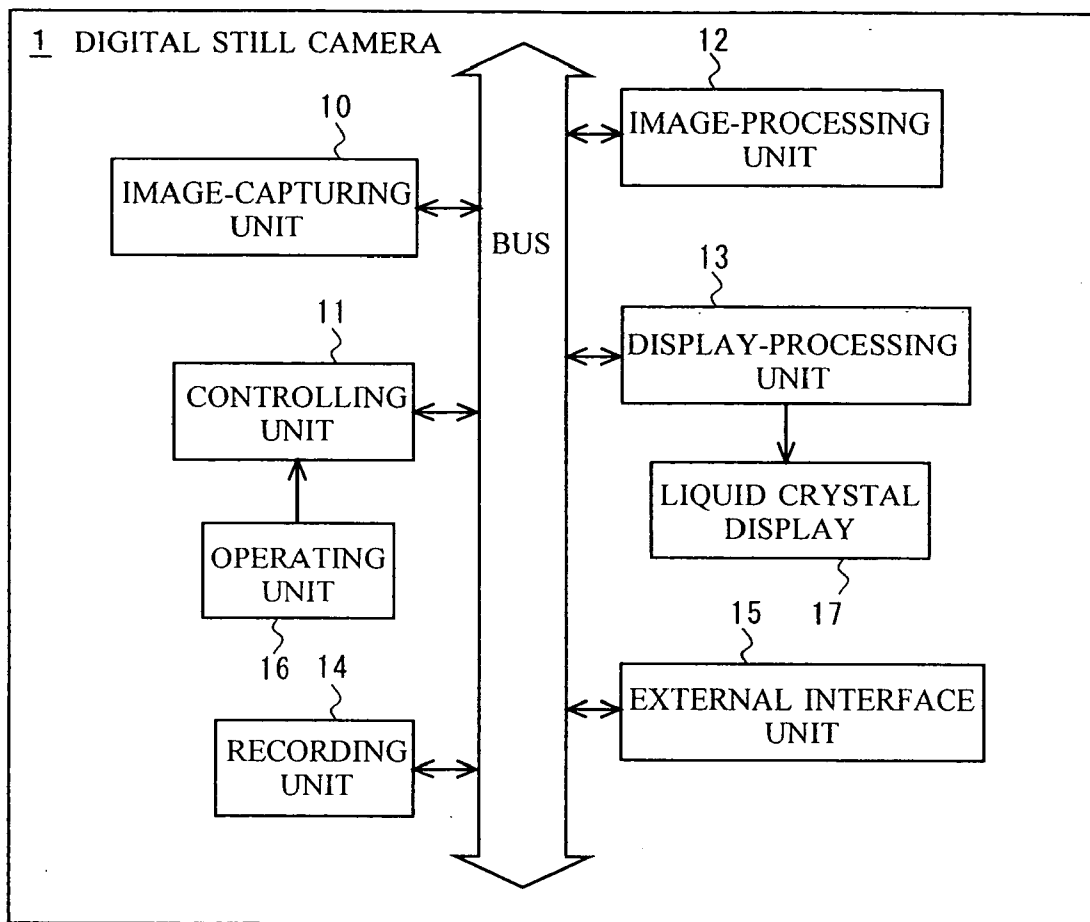 1 DIGITAL STILL CAMERA
10
IMAGE-CAPTURING
UNIT
11
CONTROLLING
UNIT
OPERATING
UNIT
16
14
RECORDING
UNIT
BUS
12
IMAGE-PROCESSING
UNIT
13
DISPLAY-PROCESSING
UNIT
LIQUID CRYSTAL
DISPLAY
17
15
EXTERNAL INTERFACE
UNIT